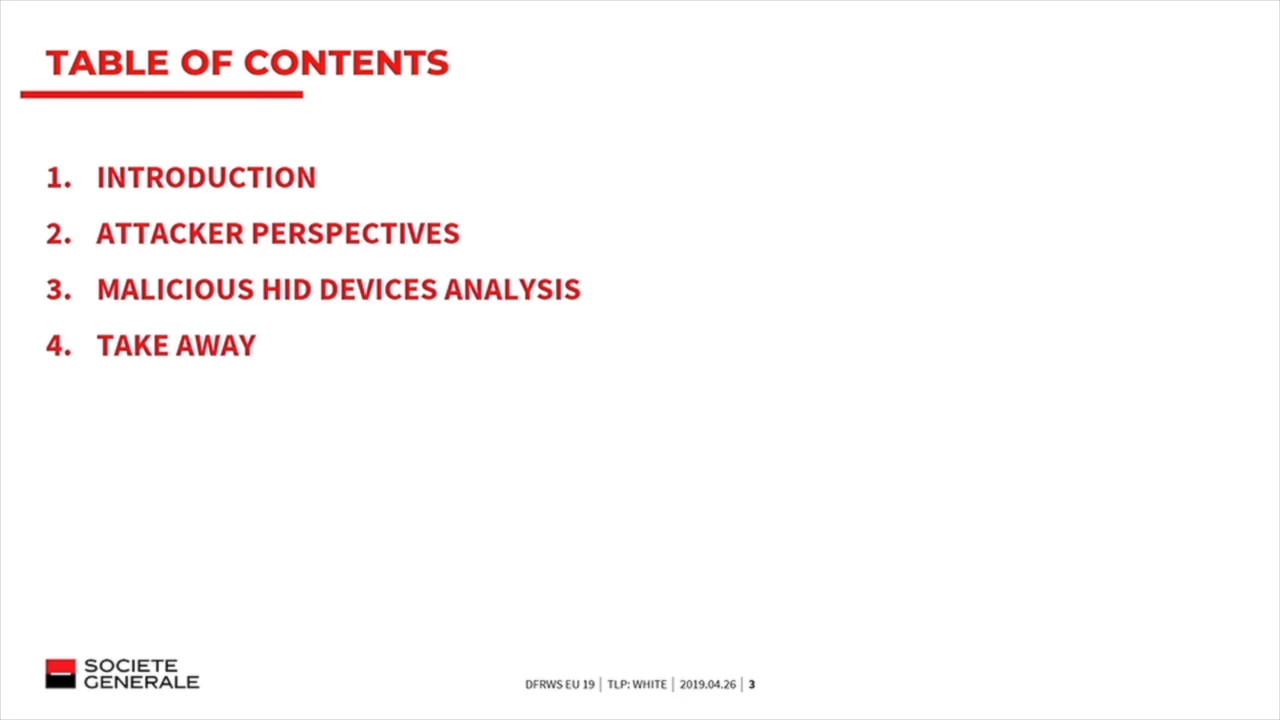 TABLE OF CONTENTS
1. INTRODUCTION
2. ATTACKER PERSPECTIVES
3. MALICIOUS HID DEVICES ANALYSIS
4. TAKE AWAY
SOCIETE
GENERALE
DFRWS EU 19 | TLP: WHITE | 2019.04.26 | 3